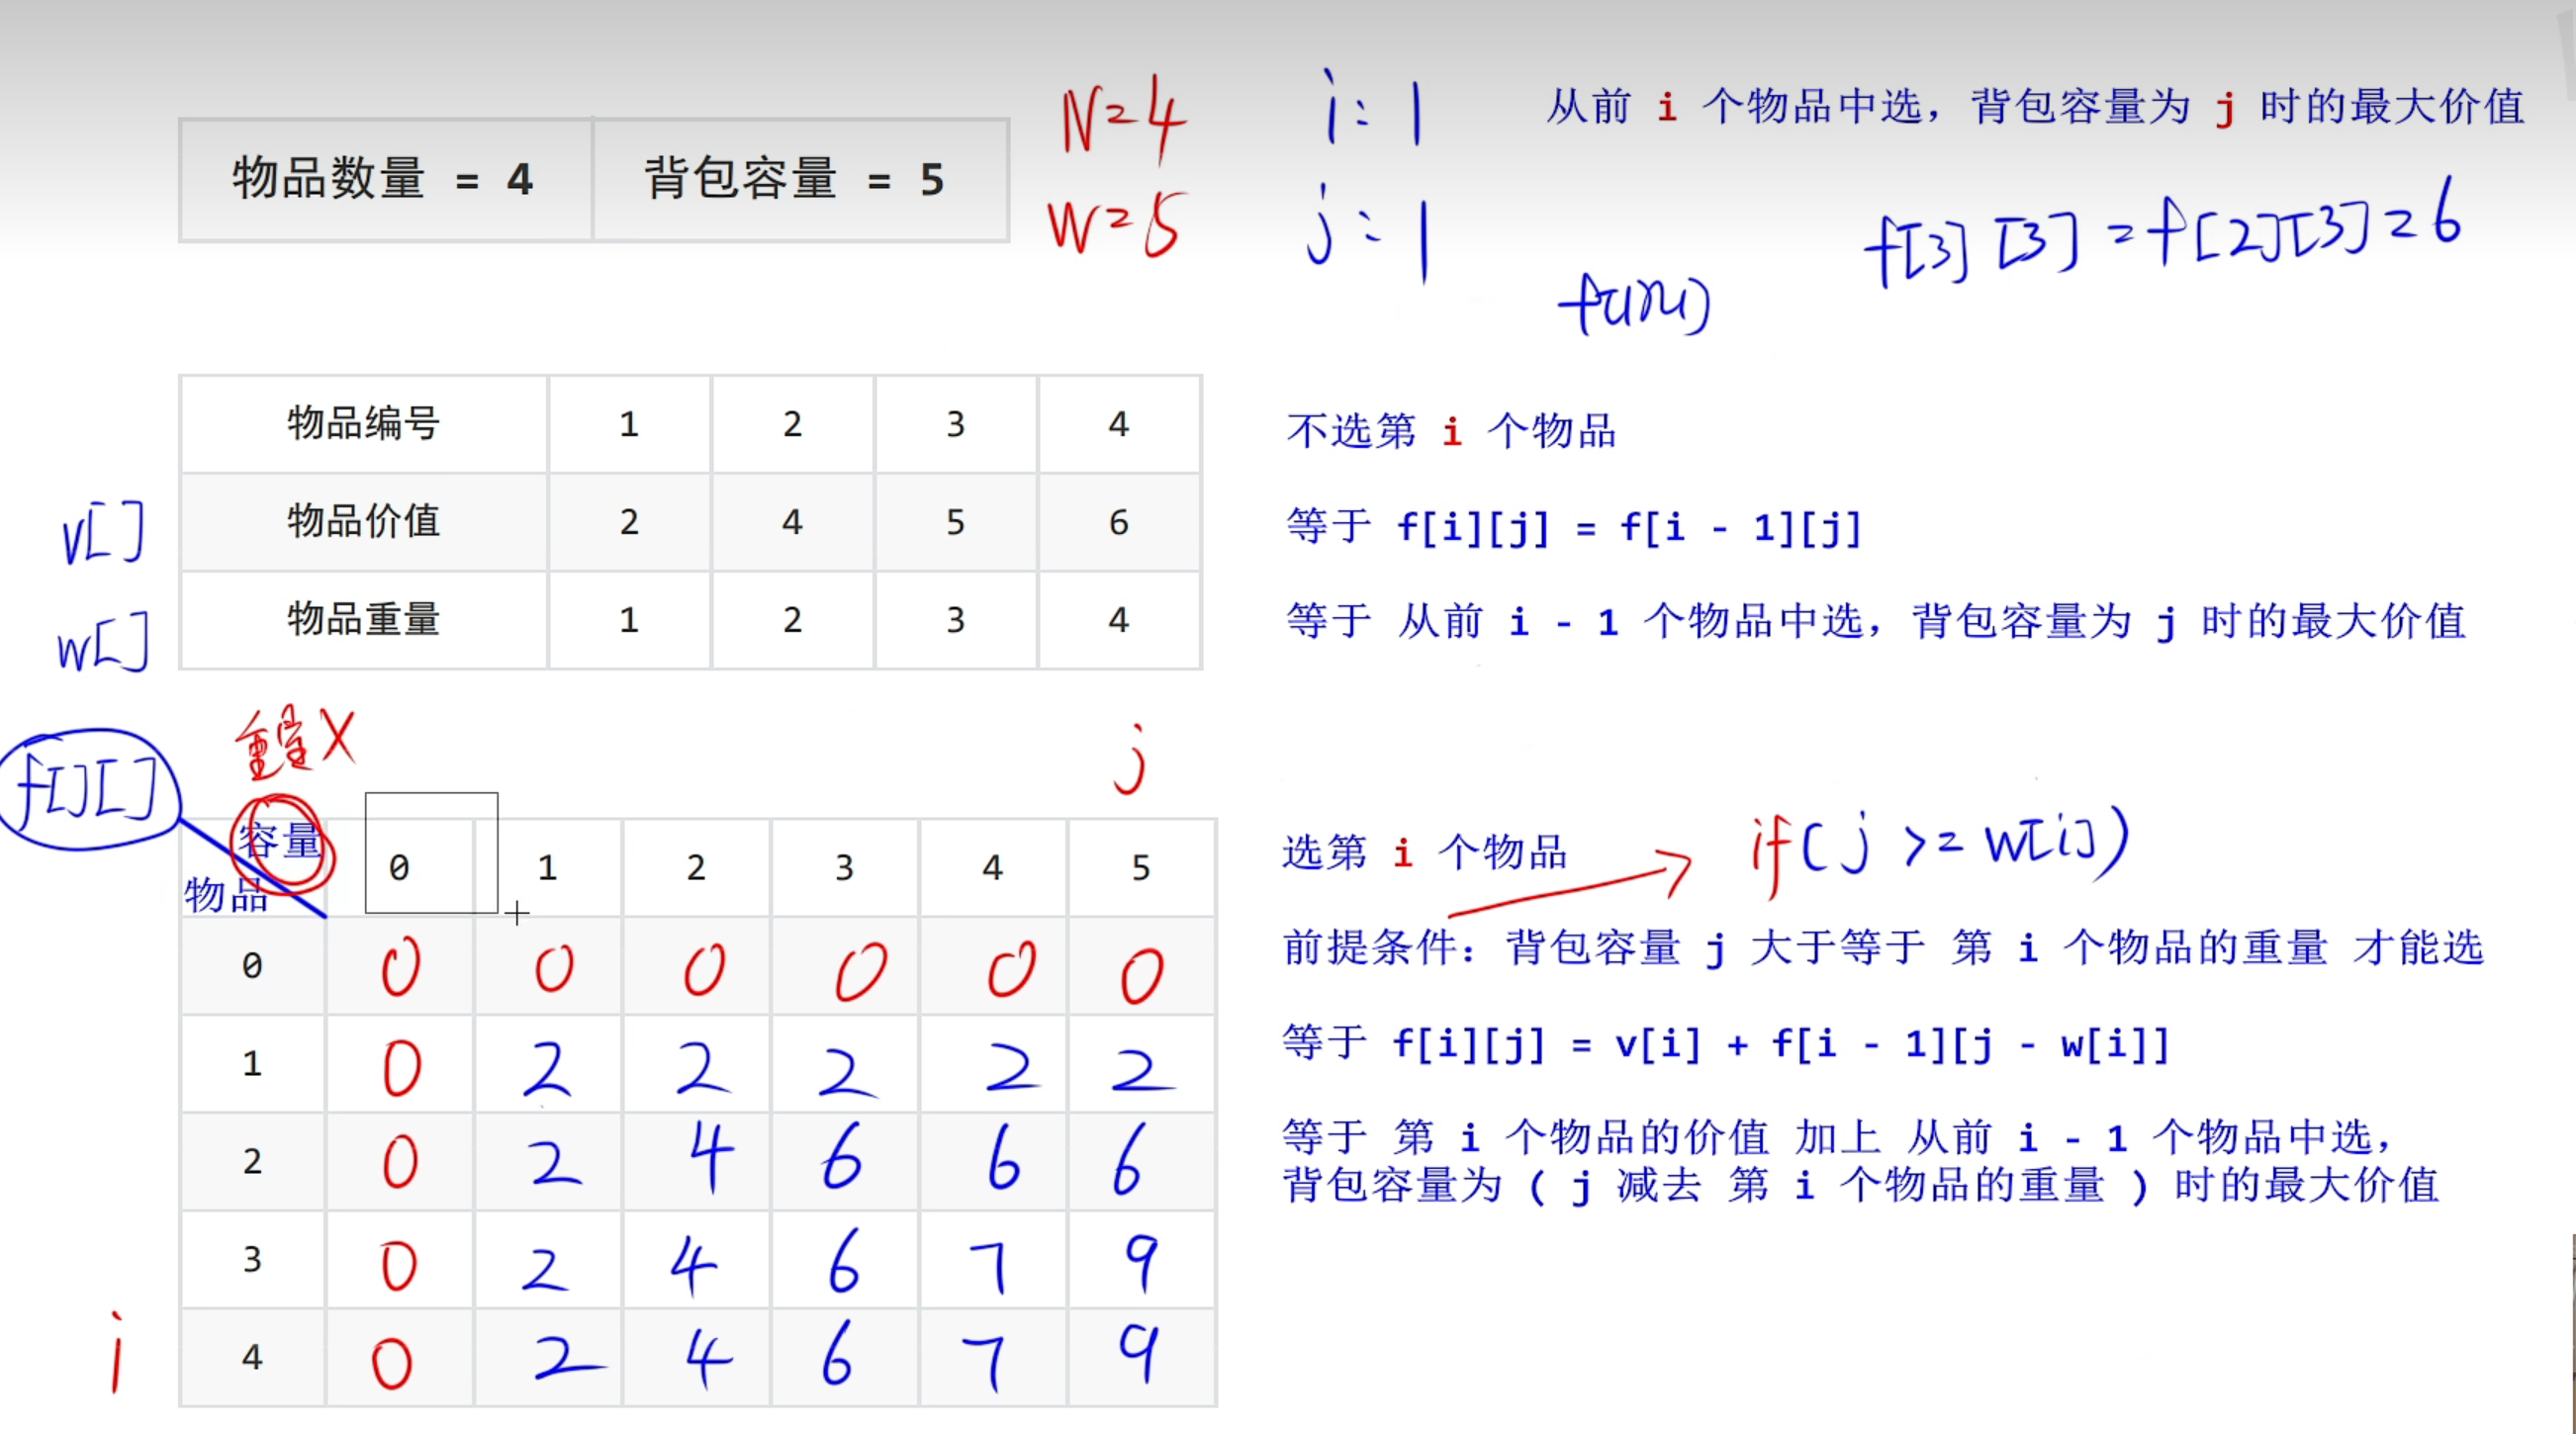 物品数量 = 4 背包容量 = 5
N=4
W=5
i: 1
j: 1
从前 i 个物品中选，背包容量为 j 时的最大价值
f[3][3]=f[2][3]=6
物品编号 1 2 3 4
v[] 物品价值 2 4 5 6
w[] 物品重量 1 2 3 4
不选第 i 个物品
等于 f[i][j] = f[i - 1][j]
等于 从前 i - 1 个物品中选，背包容量为 j 时的最大价值
重量X
j
f[][]
容量 0 1 2 3 4 5
物品
0 0 0 0 0 0 0
1 0 2 2 2 2 2
2 0 2 4 6 6 6
3 0 2 4 6 7 9
i 4 0 2 4 6 7 9
选第 i 个物品
if(j >= w[i])
前提条件：背包容量 j 大于等于 第 i 个物品的重量 才能选
等于 f[i][j] = v[i] + f[i - 1][j - w[i]]
等于 第 i 个物品的价值 加上 从前 i - 1 个物品中选，
背包容量为 ( j 减去 第 i 个物品的重量 ) 时的最大价值